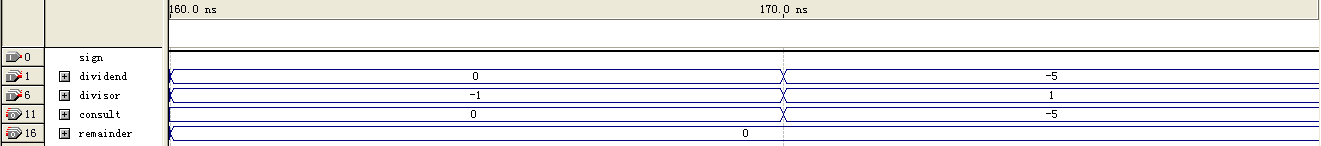 160.0 ns 170.0 ns
0 sign
1 dividend 0 -5
6 divisor -1 1
11 consult 0 -5
16 remainder 0